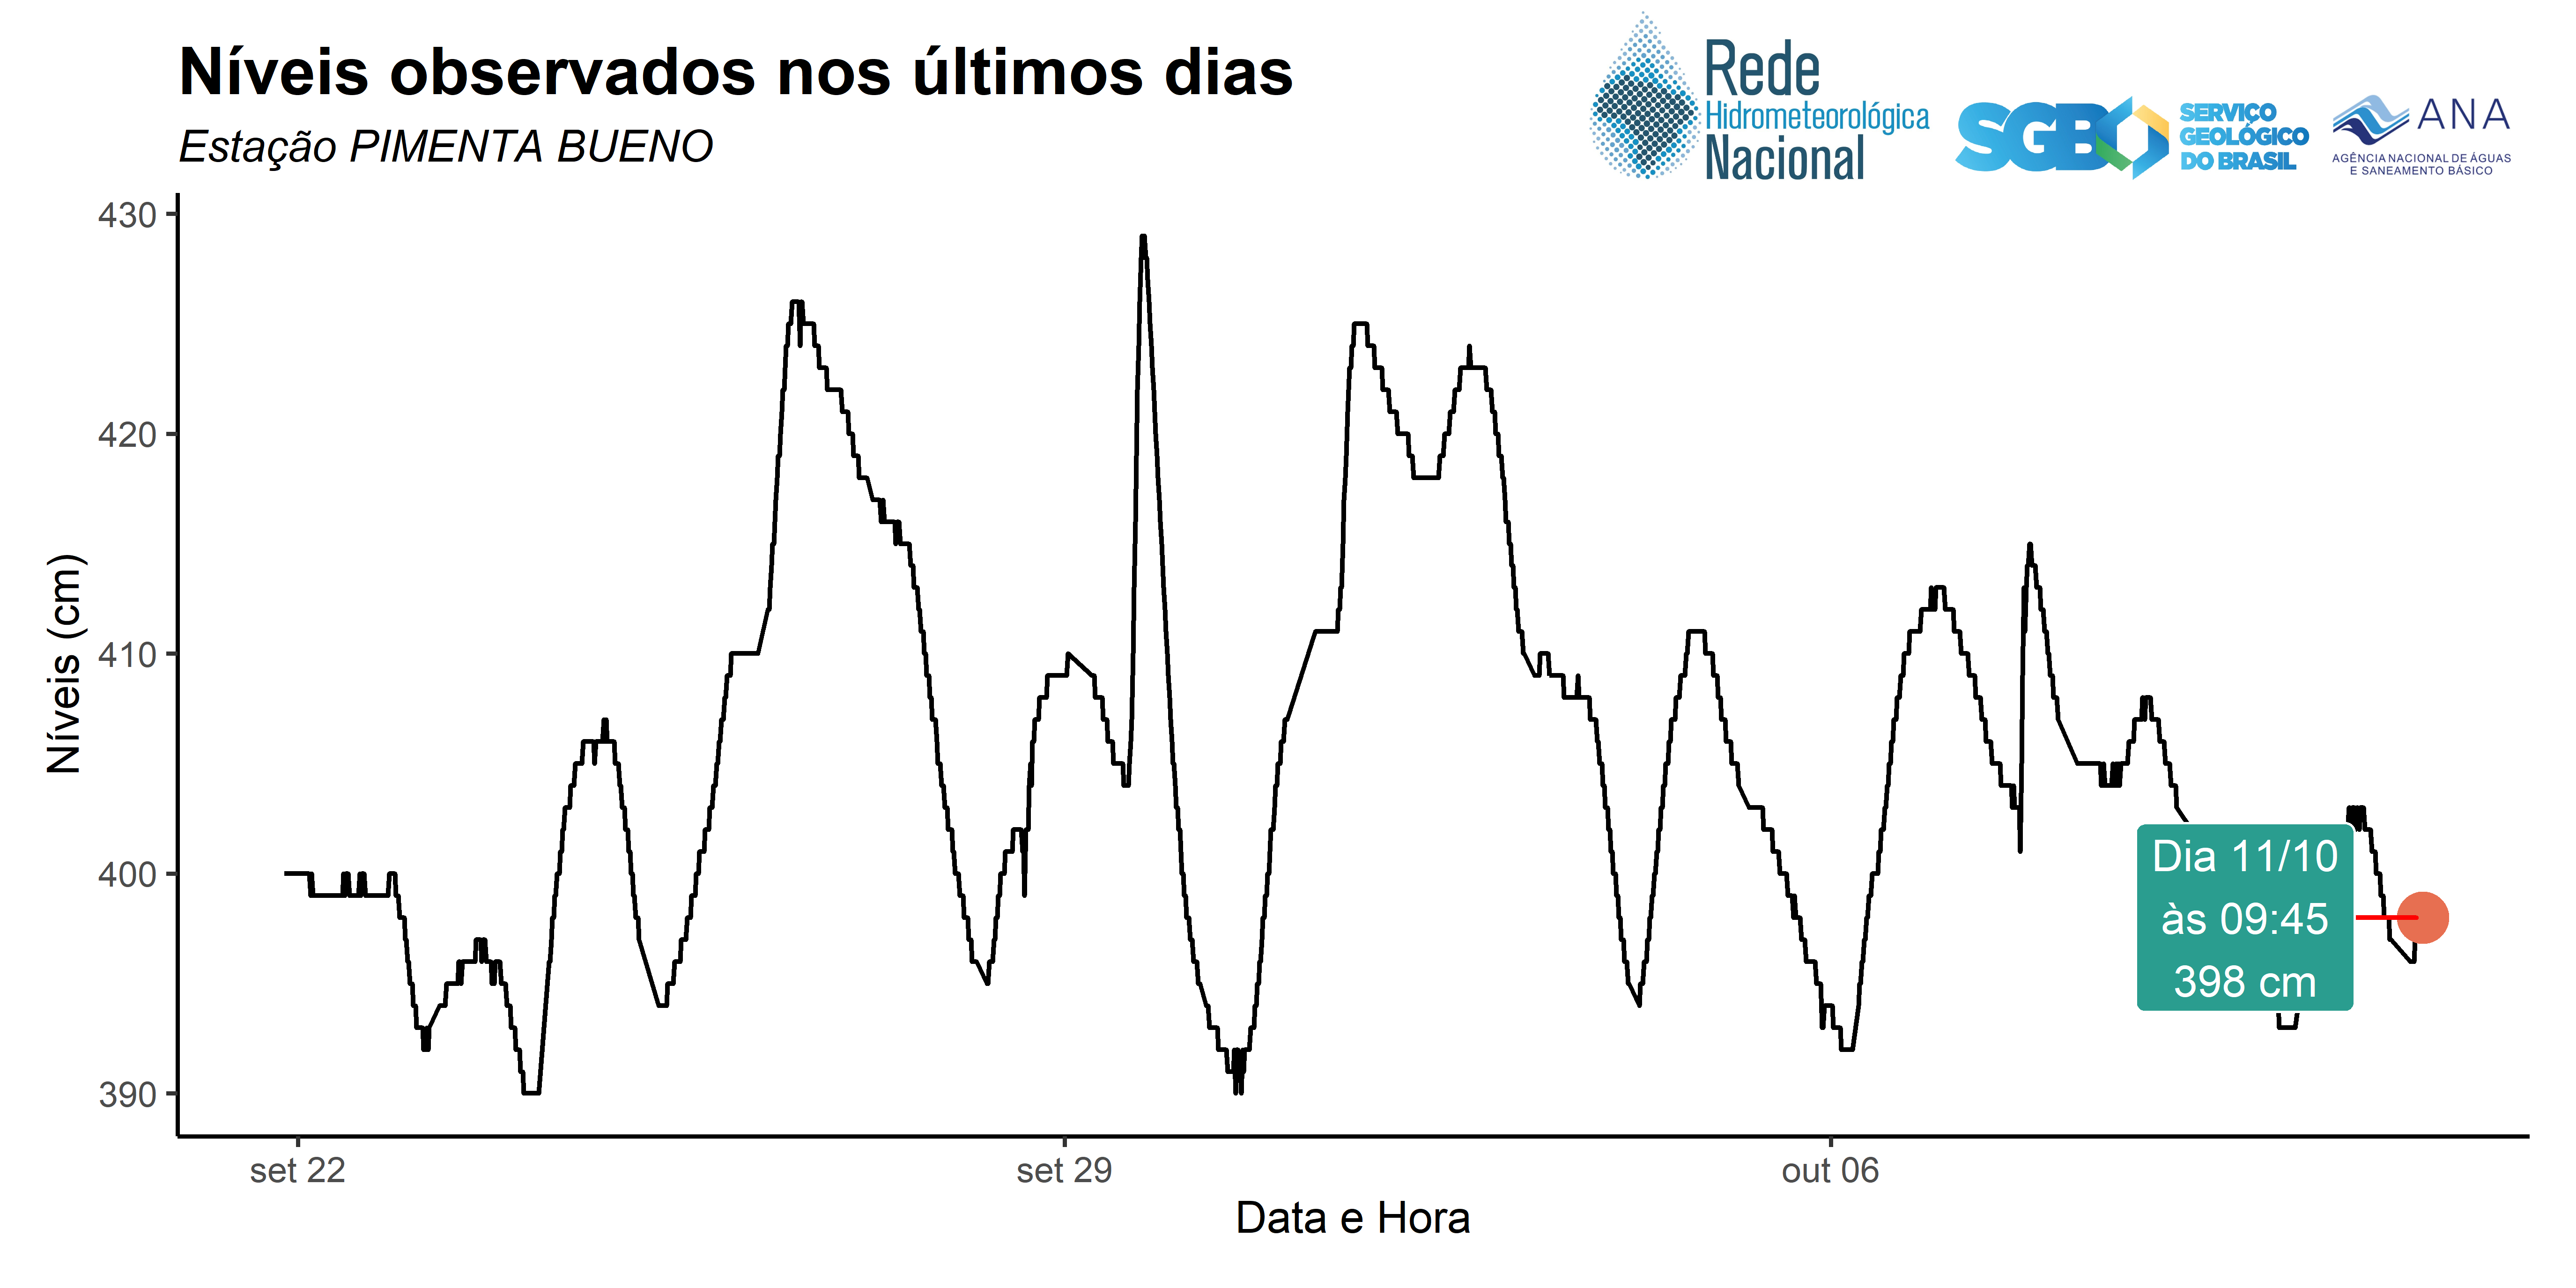 Níveis observados nos últimos dias
Estação PIMENTA BUENO
Rede
Hidrometeorológica
Nacional
SGB
SERVIÇO
GEOLÓGICO
DO BRASIL
ANA
AGÊNCIA NACIONAL DE ÁGUAS
E SANEAMENTO BÁSICO
Níveis (cm)
430
420
410
400
390
Dia 11/10
às 09:45
398 cm
set 22
set 29
out 06
Data e Hora